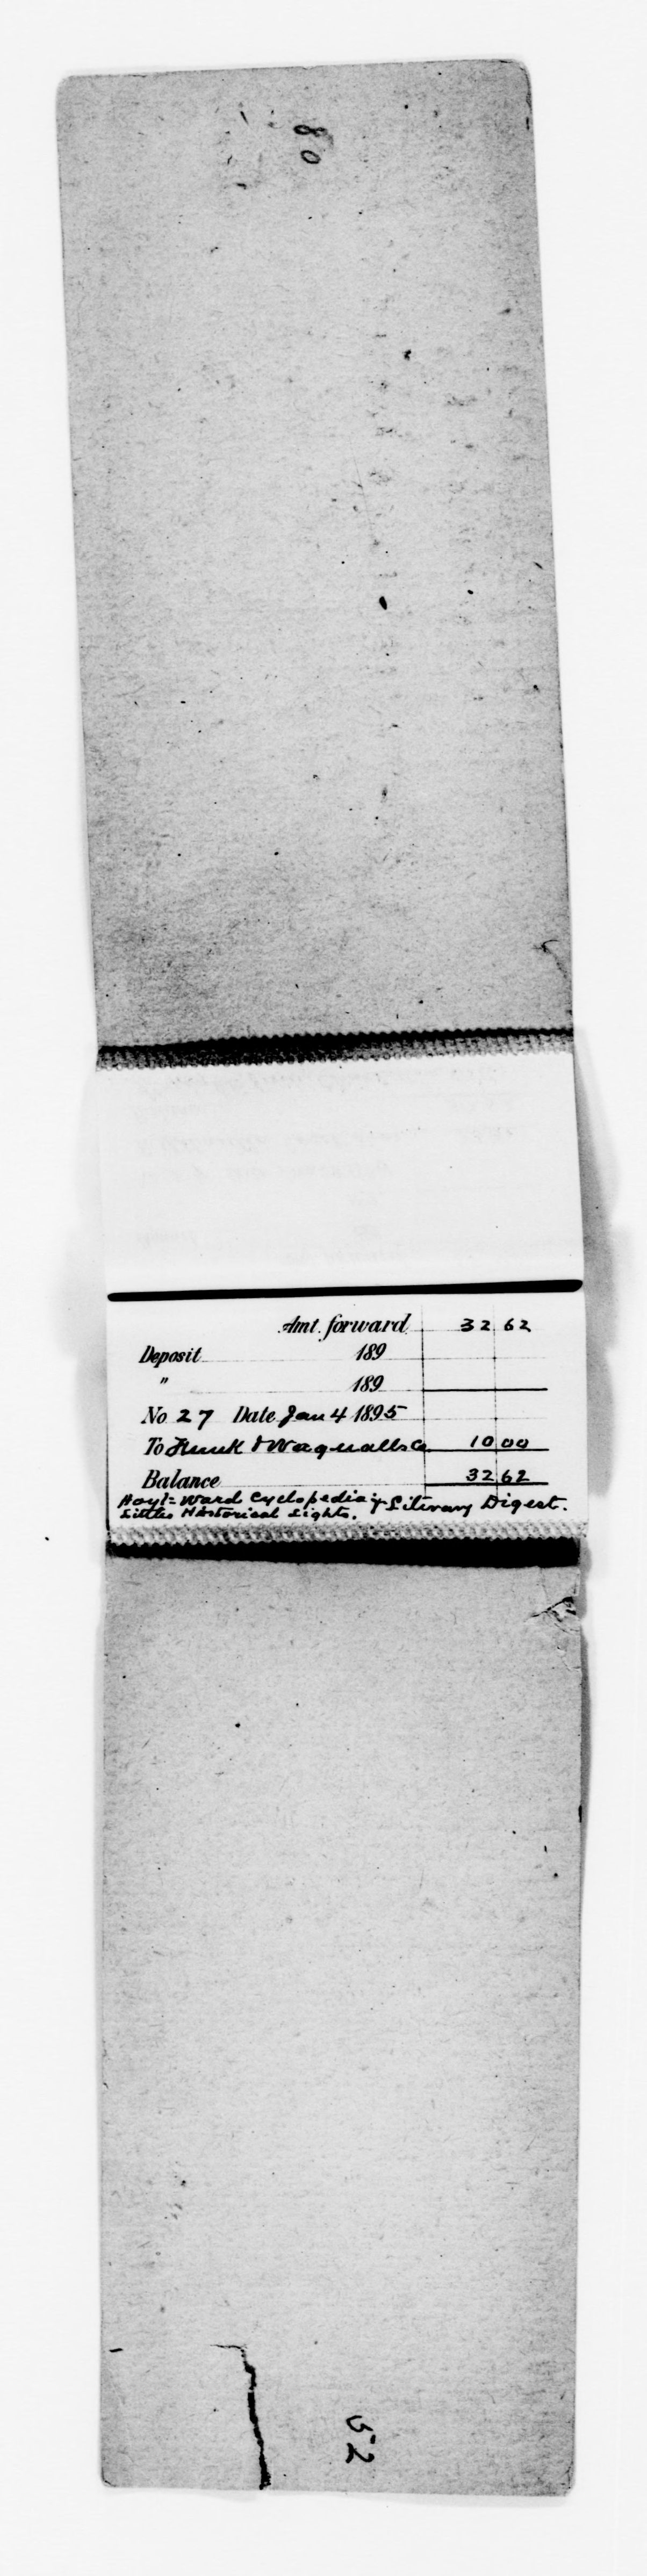 80
Amt. forward 32 62
Deposit 189
" 189
No 27 Date Jan 4 1895
To Funk & Wagnalls Co 10 00
Balance 32 62
Hoyt = Ward Cyclopedia & Literary Digest.
Littles Historical Lights.
52